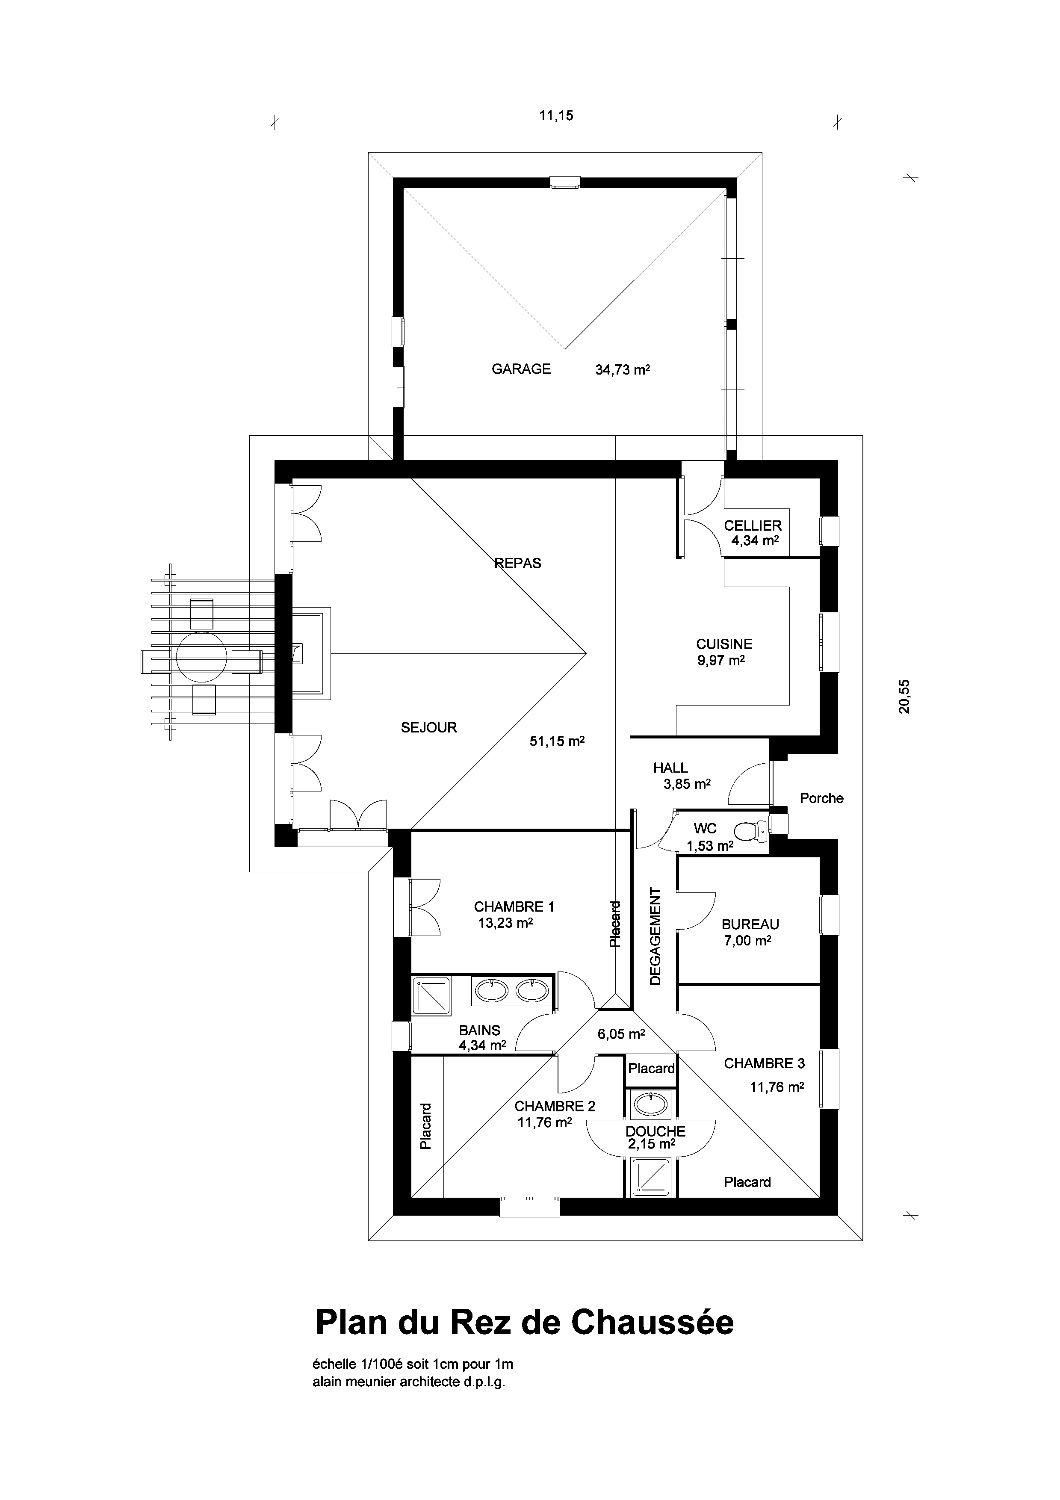 11,15
GARAGE 34,73 m²
CELLIER
4,34 m²
REPAS
CUISINE
9,97 m²
20,55
SEJOUR
51,15 m²
HALL
3,85 m²
Porche
WC
1,53 m²
CHAMBRE 1
13,23 m²
Placard
DEGAGEMENT
BUREAU
7,00 m²
BAINS
4,34 m²
6,05 m²
Placard
CHAMBRE 3
11,76 m²
Placard
CHAMBRE 2
11,76 m²
DOUCHE
2,15 m²
Placard
Plan du Rez de Chaussée
échelle 1/100é soit 1cm pour 1m
alain meunier architecte d.p.l.g.